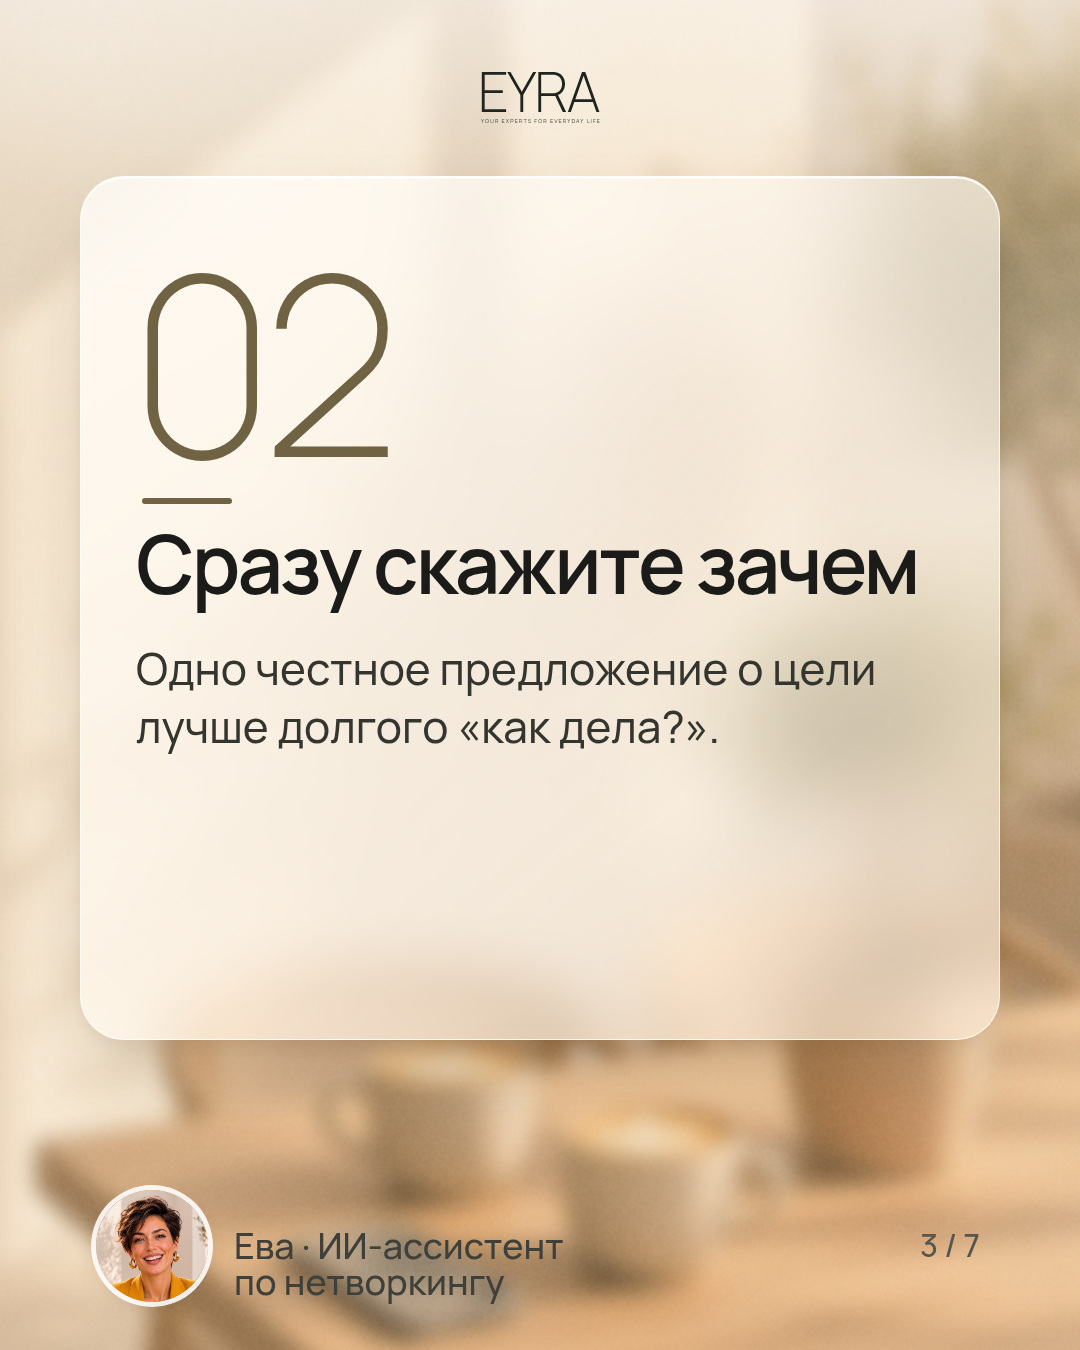 EYRA
YOUR EXPERTS FOR EVERYDAY LIFE
02
Сразу скажите зачем
Одно честное предложение о цели
лучше долгого «как дела?».
Ева · ИИ-ассистент
по нетворкингу
3 / 7